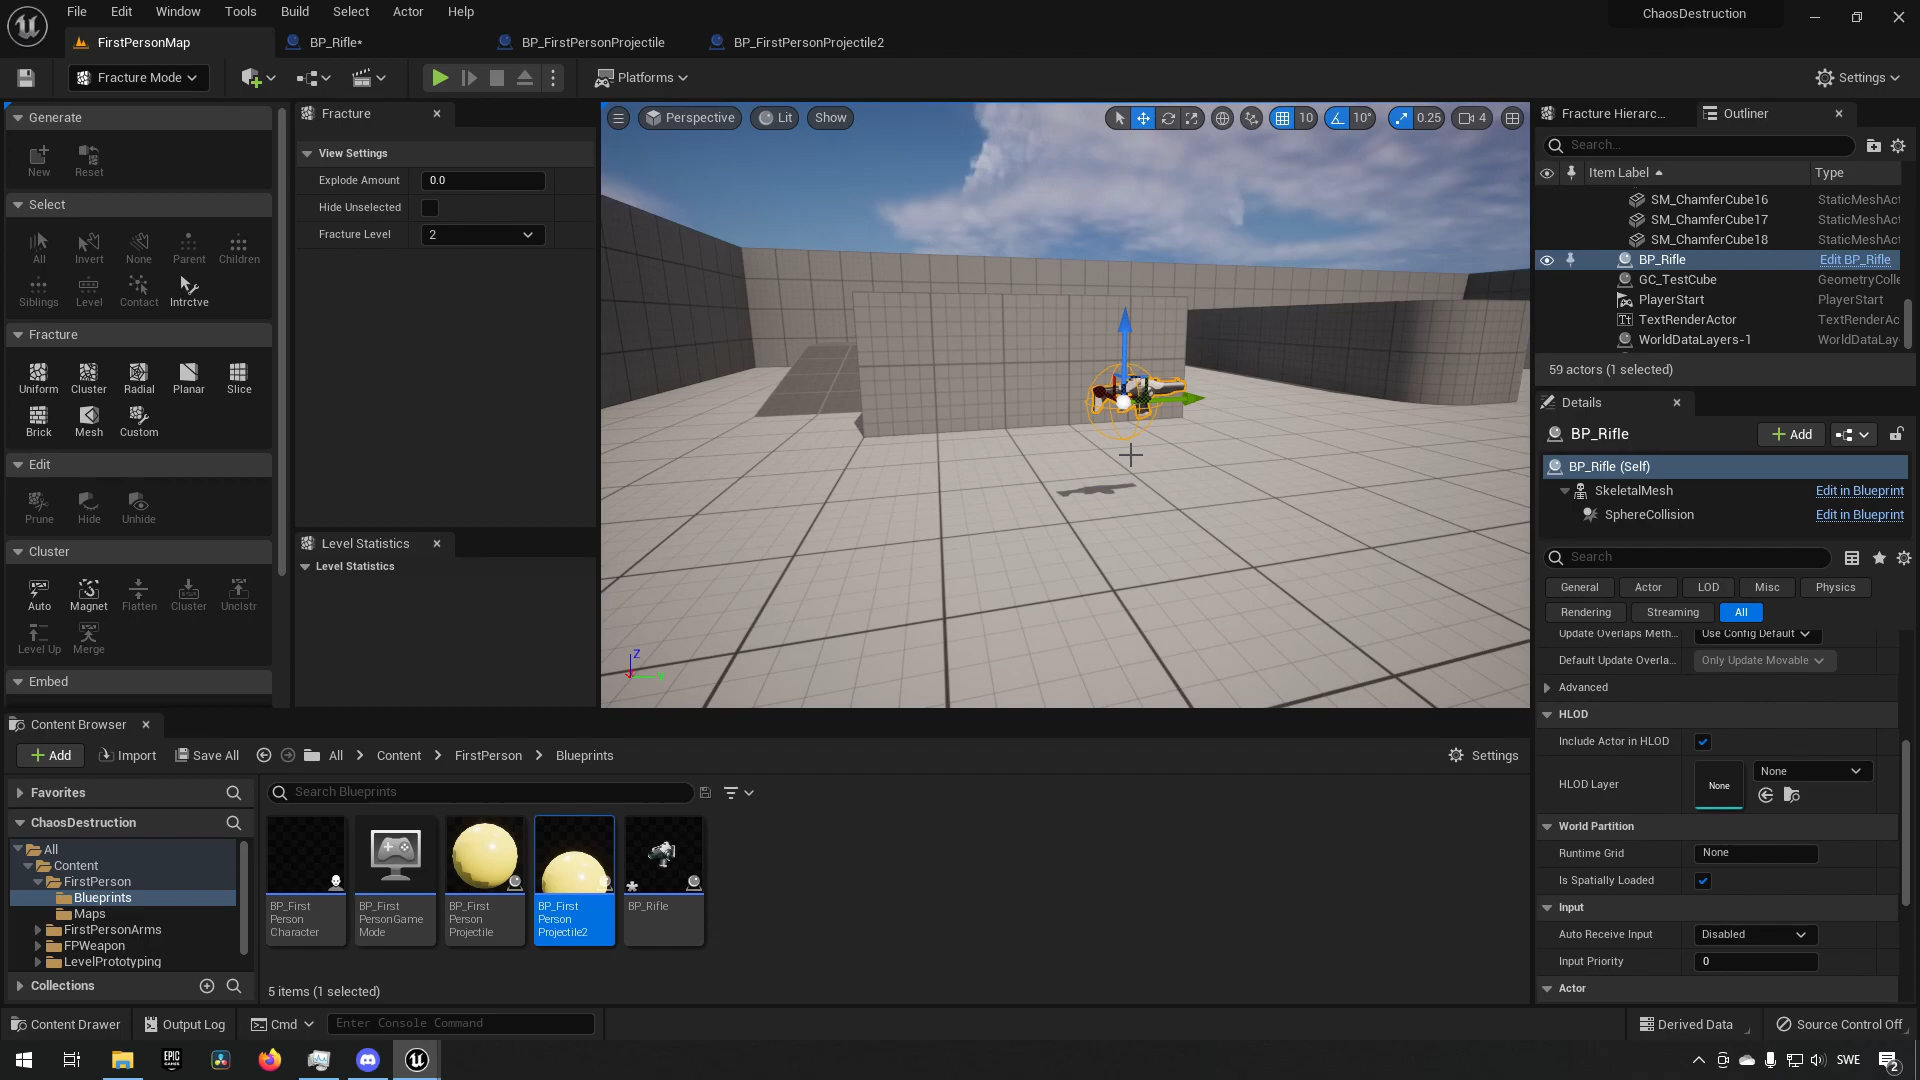 File Edit Window Tools Build Select Actor Help ChaosDestruction
FirstPersonMap BP_Rifle* BP_FirstPersonProjectile BP_FirstPersonProjectile2
Fracture Mode Platforms Settings
Generate
New Reset
Select
All Invert None Parent Children
Siblings Level Contact Intrctve
Fracture
Uniform Cluster Radial Planar Slice
Brick Mesh Custom
Edit
Prune Hide Unhide
Cluster
Auto Magnet Flatten Cluster Unclstr
Level Up Merge
Embed
Fracture
View Settings
Explode Amount 0.0
Hide Unselected
Fracture Level 2
Level Statistics
Level Statistics
Perspective Lit Show 10 10° 0.25 4
Z
Y
Fracture Hierarc... Outliner
Search...
Item Label Type
SM_ChamferCube16 StaticMeshAct
SM_ChamferCube17 StaticMeshAct
SM_ChamferCube18 StaticMeshAct
BP_Rifle Edit BP_Rifle
GC_TestCube GeometryColle
PlayerStart PlayerStart
TextRenderActor TextRenderAc
WorldDataLayers-1 WorldDataLay
59 actors (1 selected)
Details
BP_Rifle Add
BP_Rifle (Self)
SkeletalMesh Edit in Blueprint
SphereCollision Edit in Blueprint
Search
General Actor LOD Misc Physics
Rendering Streaming All
Update Overlaps Meth... Use Config Default
Default Update Overla... Only Update Movable
Advanced
HLOD
Include Actor in HLOD
HLOD Layer None None
World Partition
Runtime Grid None
Is Spatially Loaded
Input
Auto Receive Input Disabled
Input Priority 0
Actor
Content Browser
Add Import Save All All Content FirstPerson Blueprints Settings
Favorites
ChaosDestruction
All
Content
FirstPerson
Blueprints
Maps
FirstPersonArms
FPWeapon
LevelPrototyping
Collections
Search Blueprints
BP_First
Person
Character
BP_First
PersonGame
Mode
BP_First
Person
Projectile
BP_First
Person
Projectile2
BP_Rifle
5 items (1 selected)
Content Drawer Output Log Cmd Enter Console Command Derived Data Source Control Off
EPIC GAMES SWE 2